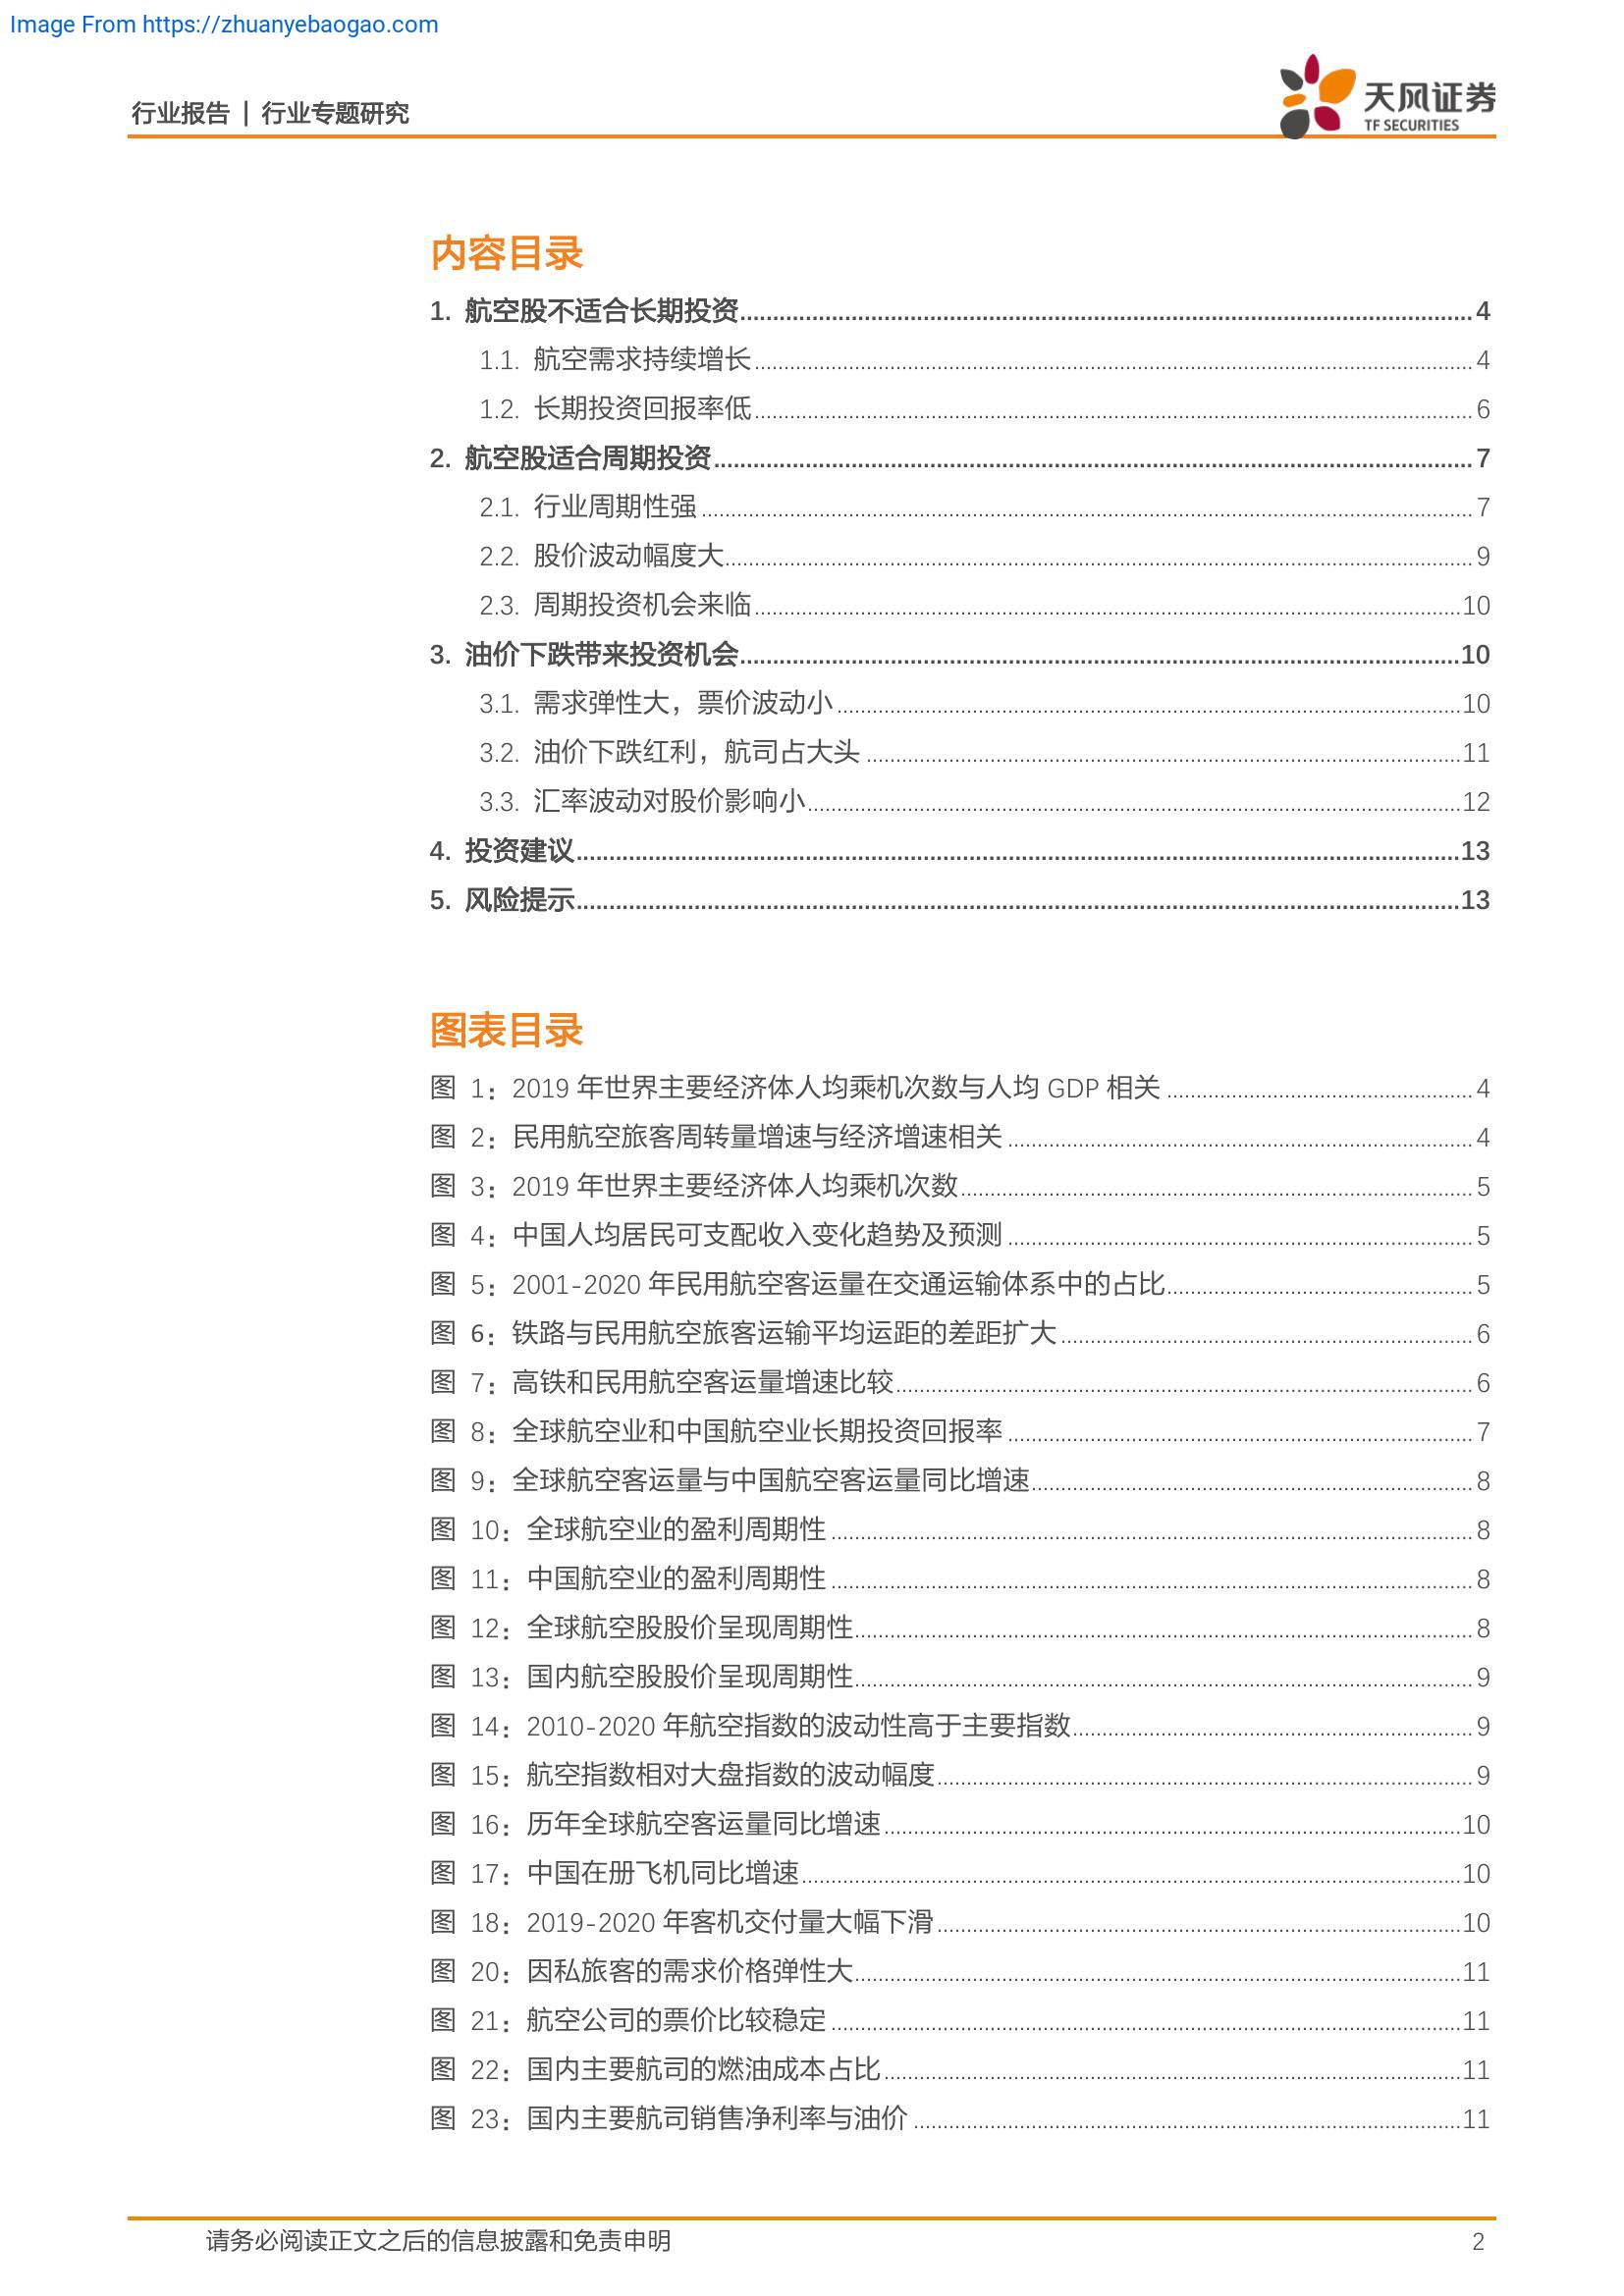 Image From https://zhuanyebaogao.com
行业报告 | 行业专题研究
天风证券
TF SECURITIES
内容目录
1. 航空股不适合长期投资 4
1.1. 航空需求持续增长 4
1.2. 长期投资回报率低 6
2. 航空股适合周期投资 7
2.1. 行业周期性强 7
2.2. 股价波动幅度大 9
2.3. 周期投资机会来临 10
3. 油价下跌带来投资机会 10
3.1. 需求弹性大，票价波动小 10
3.2. 油价下跌红利，航司占大头 11
3.3. 汇率波动对股价影响小 12
4. 投资建议 13
5. 风险提示 13
图表目录
图 1：2019 年世界主要经济体人均乘机次数与人均 GDP 相关 4
图 2：民用航空旅客周转量增速与经济增速相关 4
图 3：2019 年世界主要经济体人均乘机次数 5
图 4：中国人均居民可支配收入变化趋势及预测 5
图 5：2001-2020 年民用航空客运量在交通运输体系中的占比 5
图 6：铁路与民用航空旅客运输平均运距的差距扩大 6
图 7：高铁和民用航空客运量增速比较 6
图 8：全球航空业和中国航空业长期投资回报率 7
图 9：全球航空客运量与中国航空客运量同比增速 8
图 10：全球航空业的盈利周期性 8
图 11：中国航空业的盈利周期性 8
图 12：全球航空股股价呈现周期性 8
图 13：国内航空股股价呈现周期性 9
图 14：2010-2020 年航空指数的波动性高于主要指数 9
图 15：航空指数相对大盘指数的波动幅度 9
图 16：历年全球航空客运量同比增速 10
图 17：中国在册飞机同比增速 10
图 18：2019-2020 年客机交付量大幅下滑 10
图 20：因私旅客的需求价格弹性大 11
图 21：航空公司的票价比较稳定 11
图 22：国内主要航司的燃油成本占比 11
图 23：国内主要航司销售净利率与油价 11
请务必阅读正文之后的信息披露和免责申明 2